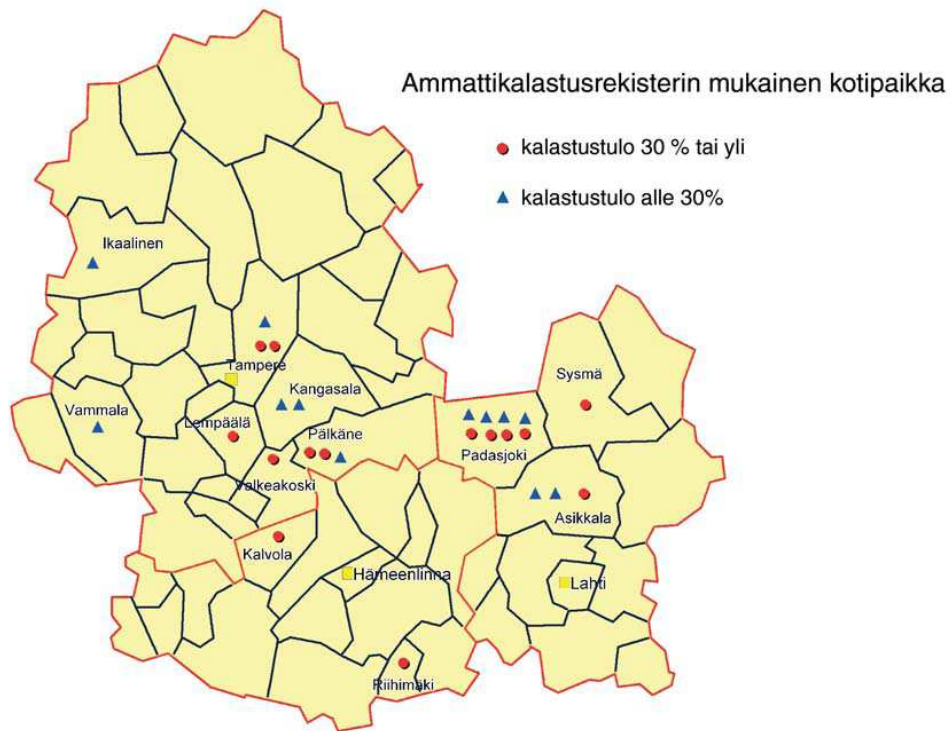 Ammattikalastusrekisterin mukainen kotipaikka
kalastustulo 30 % tai yli
kalastustulo alle 30%
Ikaalinen
Tampere
Sysmä
Kangasala
Vammala
Lempäälä
Pälkäne
Padasjoki
Valkeakoski
Asikkala
Kalvola
Hämeenlinna
Lahti
Riihimäki